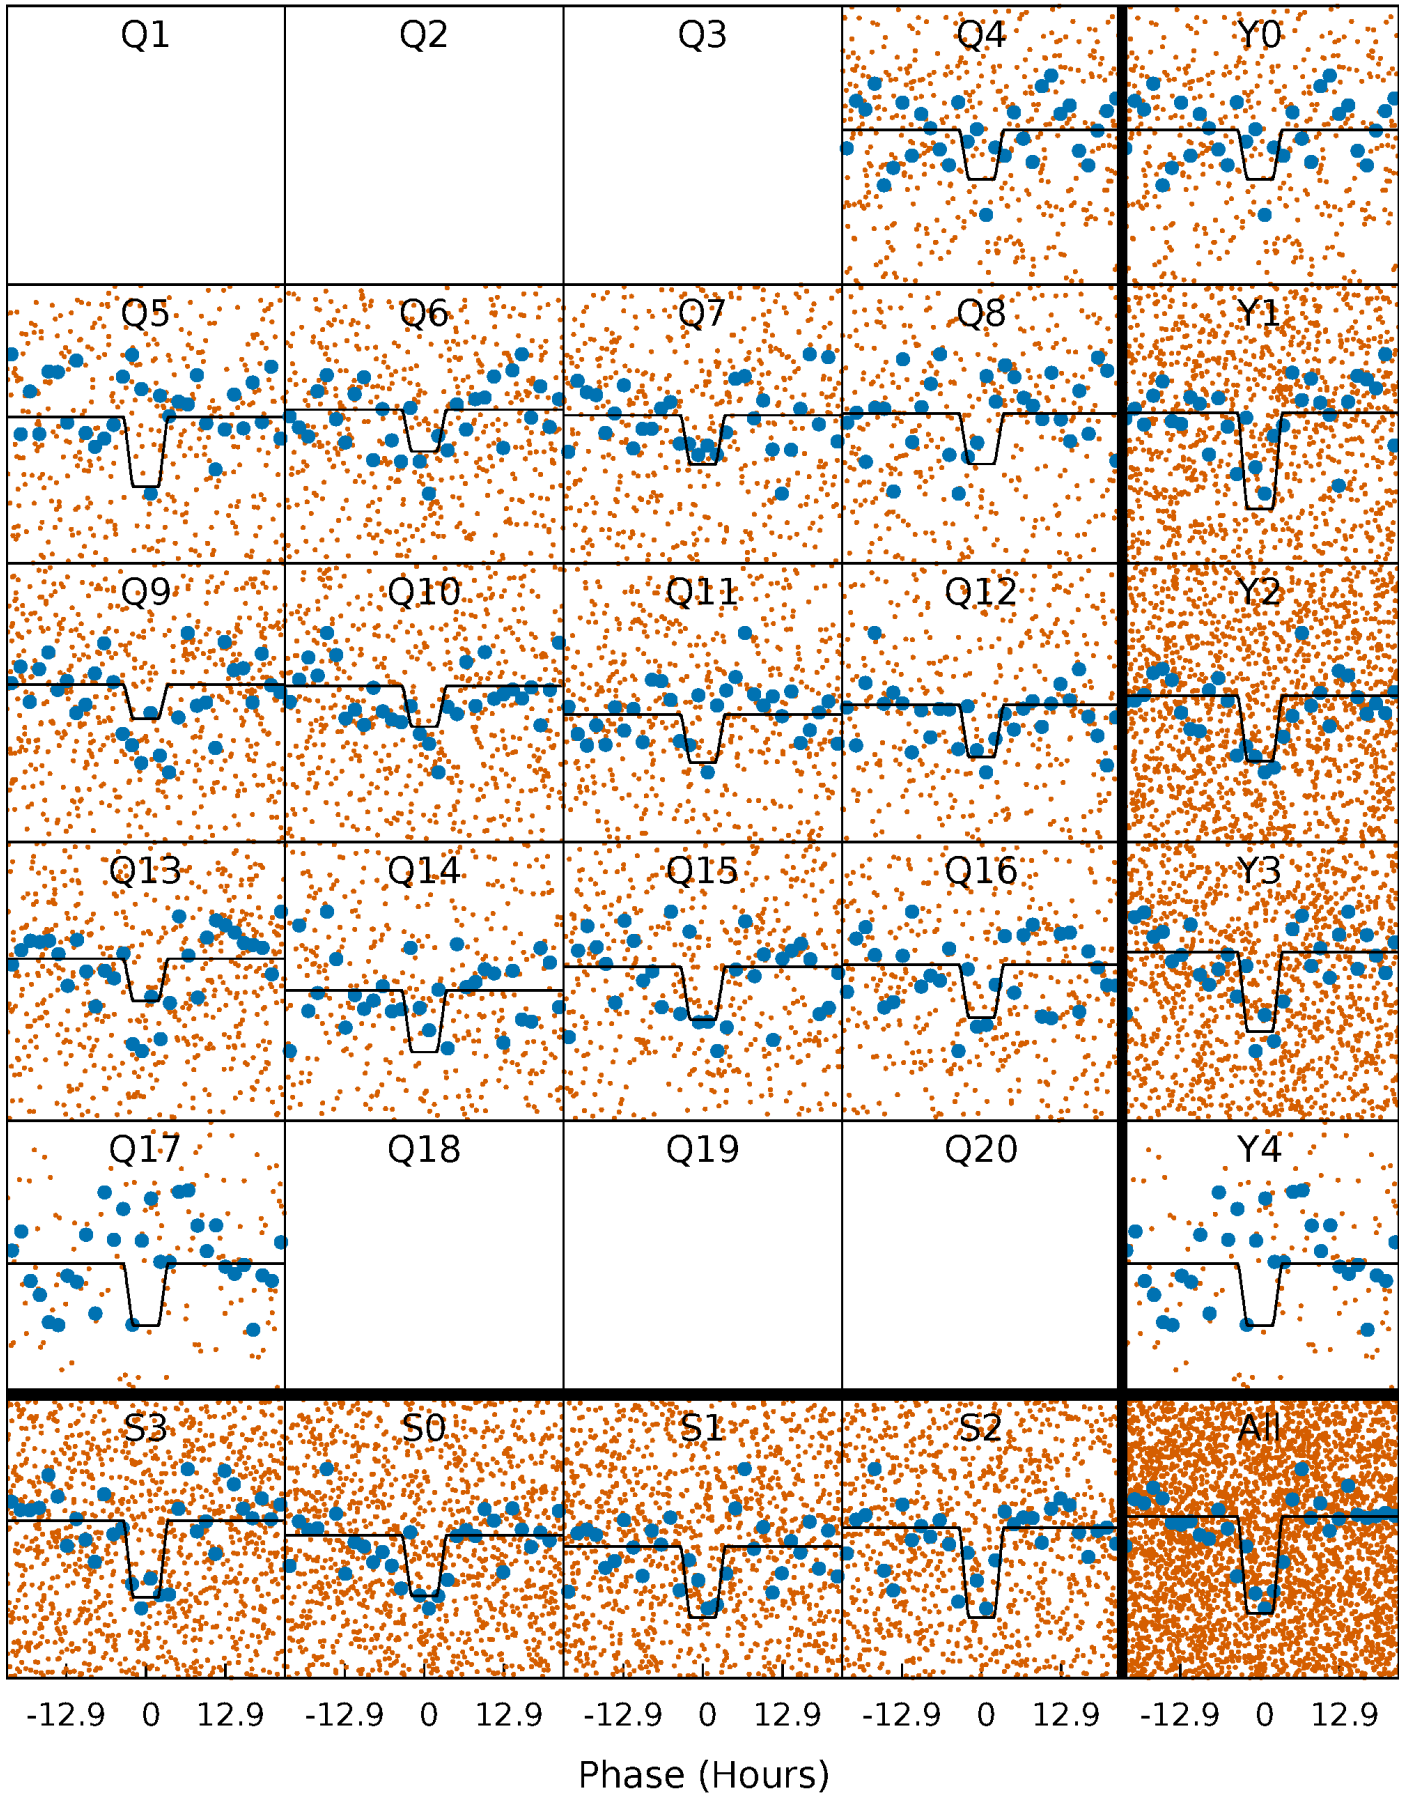 Q1 Q2 Q3 Q4 Y0
Q5 Q6 Q7 Q8 Y1
Q9 Q10 Q11 Q12 Y2
Q13 Q14 Q15 Q16 Y3
Q17 Q18 Q19 Q20 Y4
S3 S0 S1 S2 All
-12.9 0 12.9 -12.9 0 12.9 -12.9 0 12.9 -12.9 0 12.9 -12.9 0 12.9
Phase (Hours)